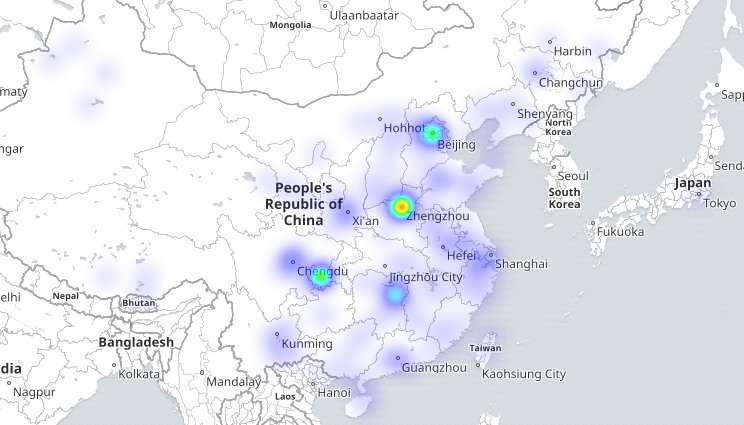 Ulaanbaatar
Mongolia
Harbin
Changchun
maty
Sapp
Shenyang
Hohhot
North
Korea
Beijing
ngar
Seoul
Senda
People's
Republic of
China
South
Korea
Japan
Tokyo
Xi'an
Zhengzhou
Fukuoka
Hefei
Shanghai
Chengdu
Jīngzhōu City
elhi
Nepal
Bhutan
Bangladesh
Kunming
Taiwan
dia
Kolkata
Mandalay
Guangzhou
Kaohsiung City
Nagpur
Laos
Hanoi